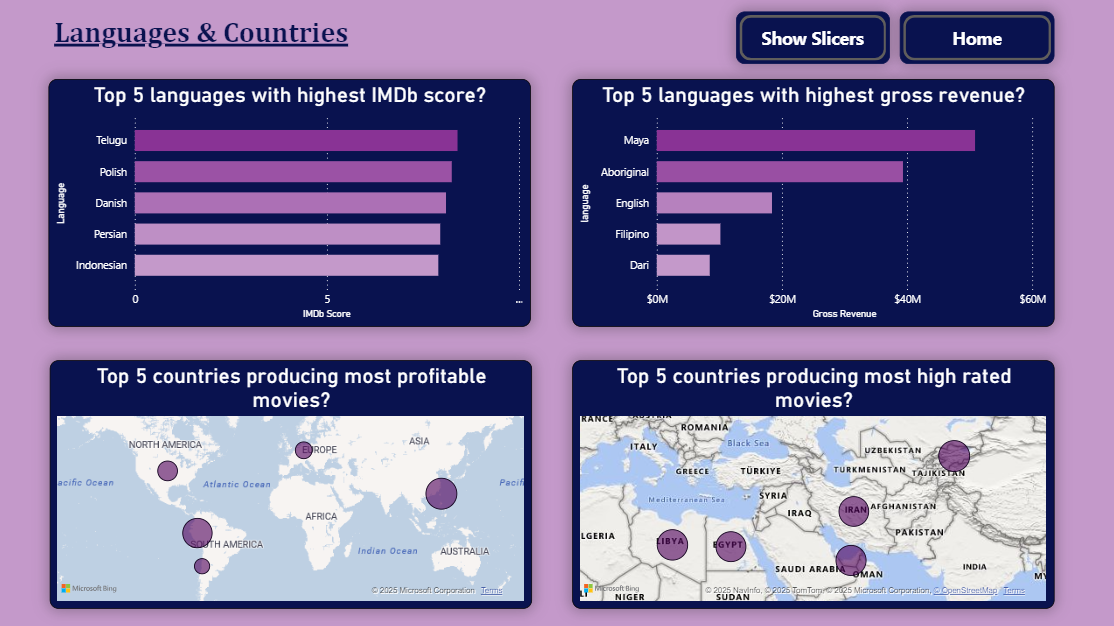 Languages & Countries
Show Slicers
Home
Top 5 languages with highest IMDb score?
Language
Telugu
Polish
Danish
Persian
Indonesian
0
5
...
IMDb Score
Top 5 languages with highest gross revenue?
language
Maya
Aboriginal
English
Filipino
Dari
$0M
$20M
$40M
$60M
Gross Revenue
Top 5 countries producing most profitable
movies?
NORTH AMERICA
EUROPE
ASIA
acific Ocean
Atlantic Ocean
Pacif
AFRICA
SOUTH AMERICA
Indian Ocean
AUSTRALIA
Microsoft Bing
© 2025 Microsoft Corporation Terms
Top 5 countries producing most high rated
movies?
RANCE
ROMANIA
ITALY
Black Sea
UZBEKISTAN
GREECE
TÜRKIYE
TURKMENISTAN
TAJIKISTAN
Mediterranean Sea
SYRIA
IRAQ
IRAN
AFGHANISTAN
LGERIA
LIBYA
EGYPT
PAKISTAN
SAUDI ARABIA
OMAN
INDIA
MY
Microsoft Bing
© 2025 NavInfo, © 2025 TomTom, © 2025 Microsoft Corporation, © OpenStreetMap Terms
LI
NIGER
SUDAN